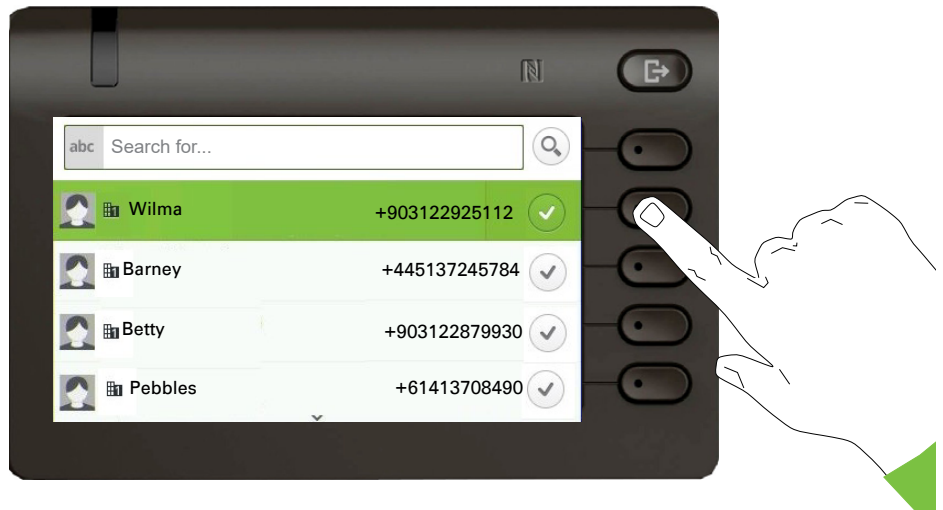 abc Search for...
Wilma +903122925112
Barney +445137245784
Betty +903122879930
Pebbles +61413708490